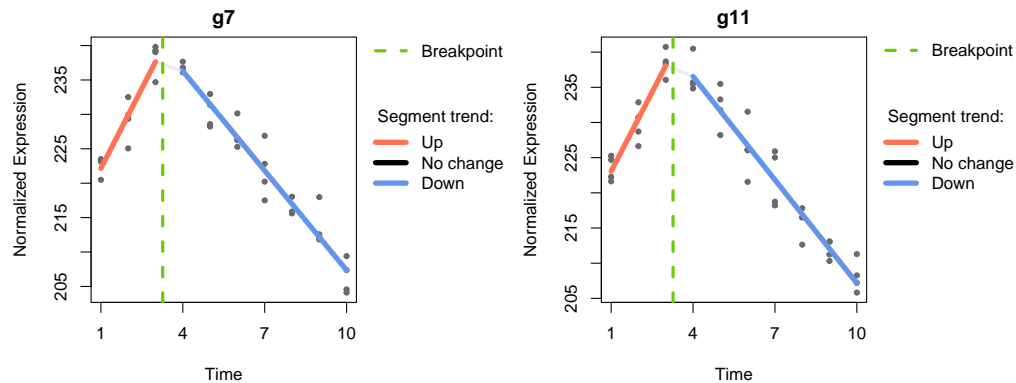 g7
Normalized Expression
235
225
215
205
1
4
7
10
Time
Breakpoint
Segment trend:
Up
No change
Down
g11
Normalized Expression
235
225
215
205
1
4
7
10
Time
Breakpoint
Segment trend:
Up
No change
Down